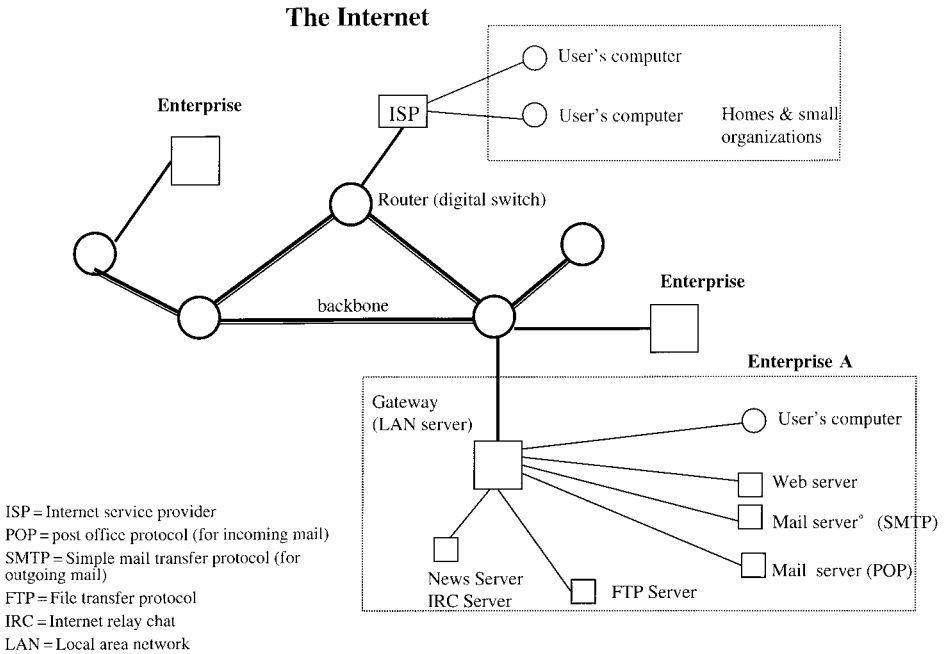 The Internet
User's computer
User's computer
Homes & small
organizations
Enterprise
ISP
Router (digital switch)
backbone
Enterprise
Enterprise A
Gateway
(LAN server)
User's computer
Web server
Mail server° (SMTP)
Mail server (POP)
News Server
IRC Server
FTP Server
ISP = Internet service provider
POP = post office protocol (for incoming mail)
SMTP = Simple mail transfer protocol (for
outgoing mail)
FTP = File transfer protocol
IRC = Internet relay chat
LAN = Local area network